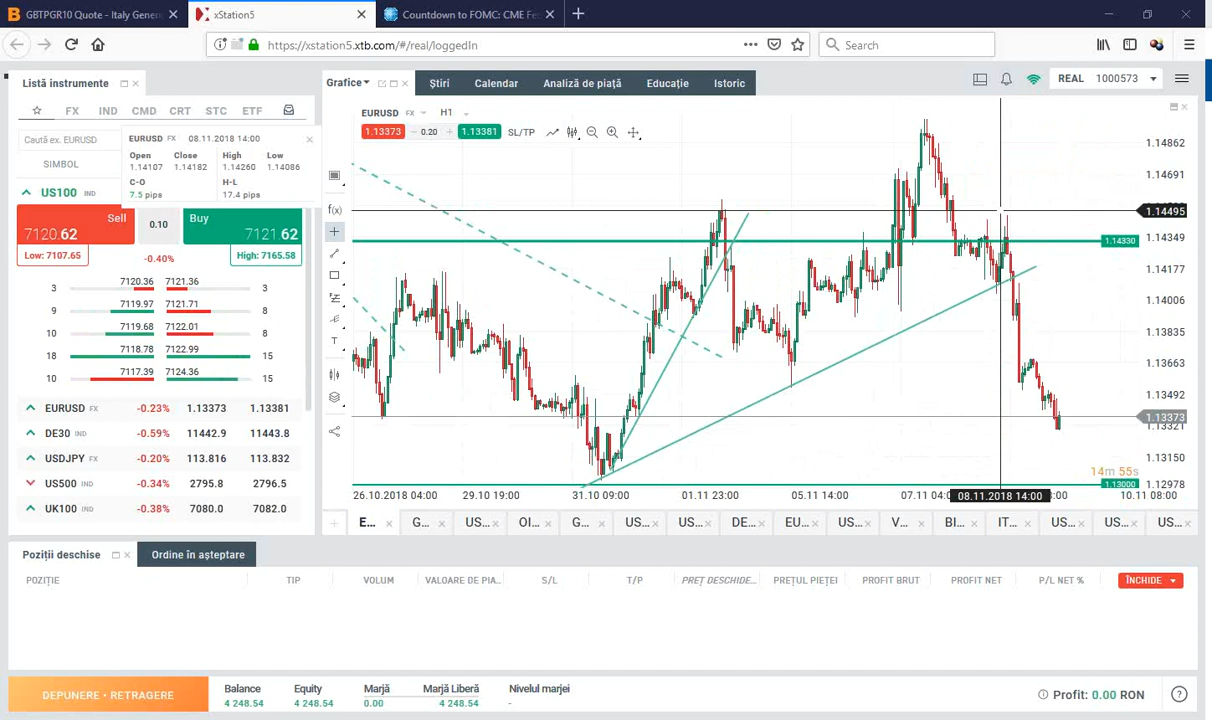 GBTPGR10 Quote - Italy Gener
xStation5
Countdown to FOMC: CME Fe
https://xstation5.xtb.com/#/real/loggedIn
Search
Listă instrumente
Grafice
Știri
Calendar
Analiză de piață
Educație
Istoric
REAL 1000573
FX IND CMD CRT STC ETF
Caută ex. EURUSD
SIMBOL
EURUSD FX 08.11.2018 14:00
Open Close High Low
1.14107 1.14182 1.14260 1.14086
C-O H-L
7.5 pips 17.4 pips
US100 IND
Sell 7120.62
0.10
Buy 7121.62
Low: 7107.65
-0.40%
High: 7165.58
3 7120.36 7121.36 3
9 7119.97 7121.71 8
10 7119.68 7122.01 8
18 7118.78 7122.99 15
10 7117.39 7124.36 15
EURUSD FX -0.23% 1.13373 1.13381
DE30 IND -0.59% 11442.9 11443.8
USDJPY FX -0.20% 113.816 113.832
US500 IND -0.34% 2795.8 2796.5
UK100 IND -0.38% 7080.0 7082.0
EURUSD FX H1
1.13373 0.20 1.13381 SL/TP
f(x)
T
1.14862
1.14691
1.14495
1.14349
1.14330
1.14177
1.14006
1.13835
1.13663
1.13492
1.13373
1.13321
1.13150
14m 55s
1.13000
1.12978
26.10.2018 04:00 29.10 19:00 31.10 09:00 01.11 23:00 05.11 14:00 07.11 04:0 08.11.2018 14:00 :00 10.11 08:00
E... G... US... OI... G... US... US... DE... EU... US... V... BI... IT... US... US... US...
Poziții deschise
Ordine în așteptare
POZIȚIE TIP VOLUM VALOARE DE PIA... S/L T/P PREȚ DESCHIDE... PREȚUL PIEȚEI PROFIT BRUT PROFIT NET P/L NET % ÎNCHIDE
DEPUNERE • RETRAGERE
Balance Equity Marjă Marjă Liberă Nivelul marjei
4 248.54 4 248.54 0.00 4 248.54 -
Profit: 0.00 RON